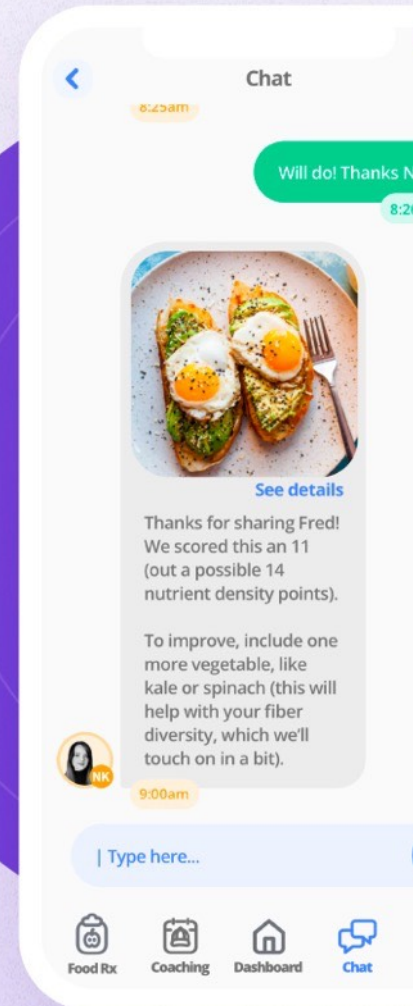 Chat
8:25am
Will do! Thanks N
8:20
See details
Thanks for sharing Fred!
We scored this an 11
(out a possible 14
nutrient density points).
To improve, include one
more vegetable, like
kale or spinach (this will
help with your fiber
diversity, which we'll
touch on in a bit).
NK
9:00am
| Type here...
Food Rx
Coaching
Dashboard
Chat